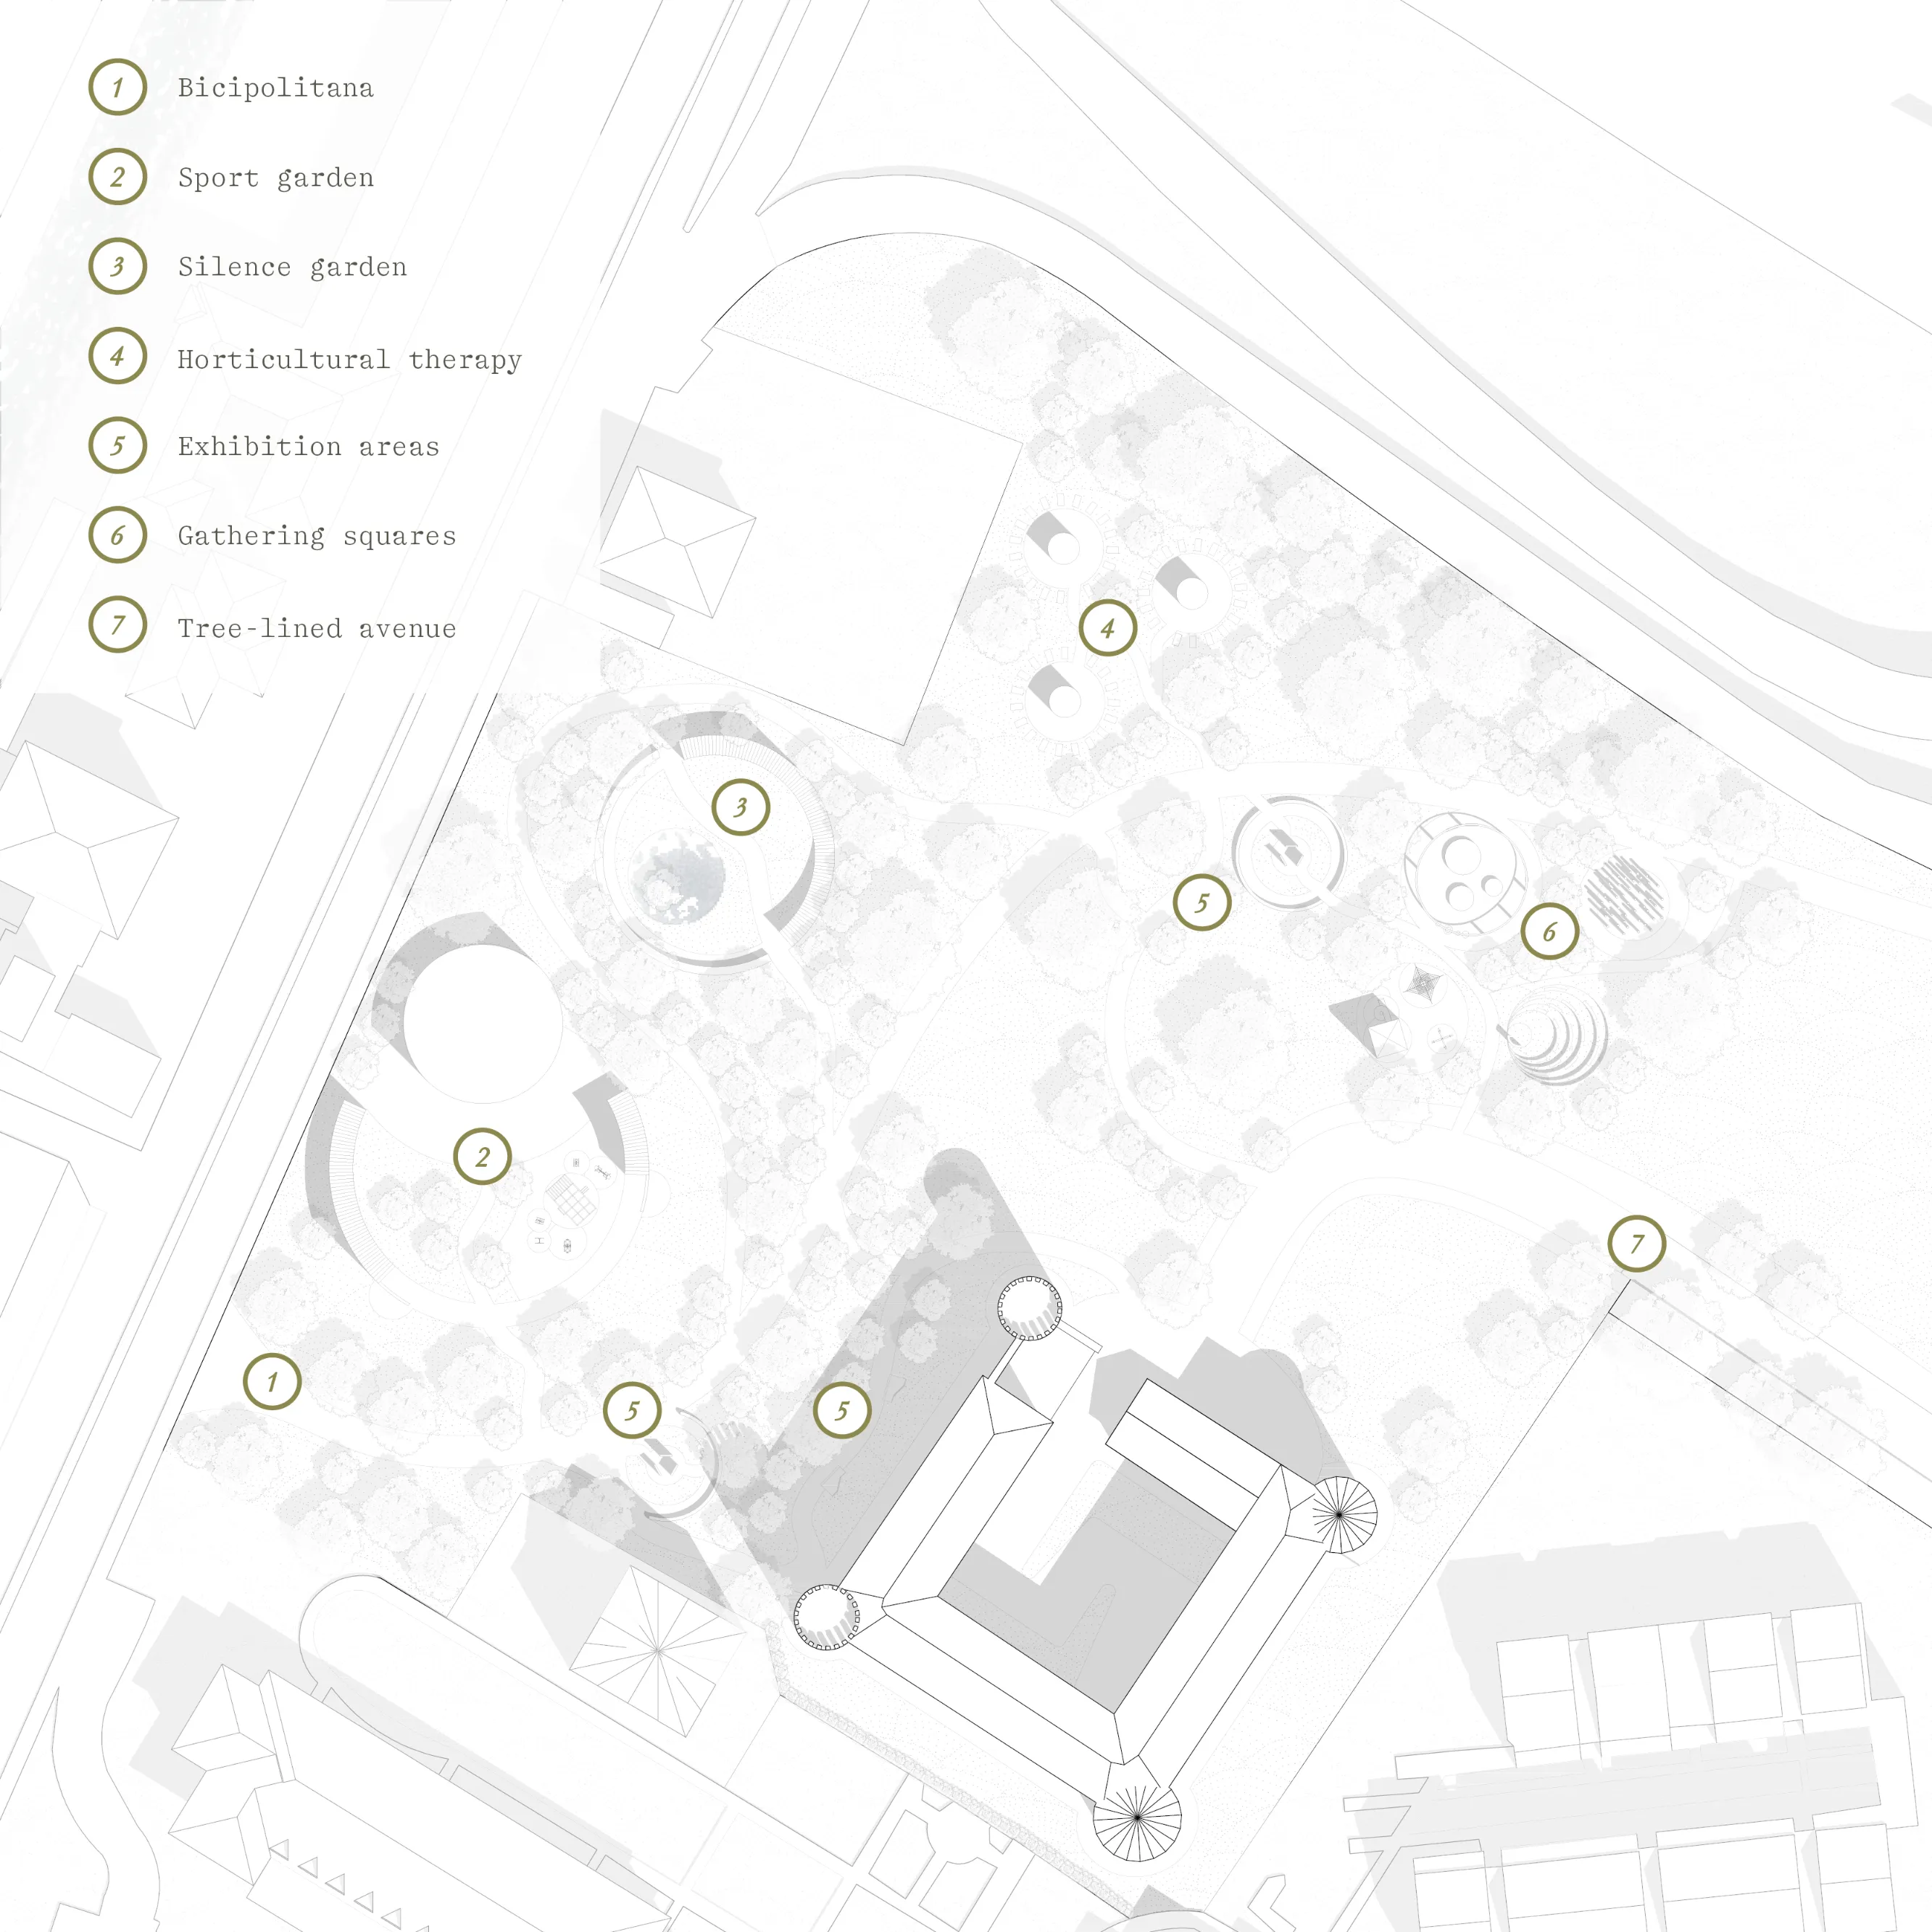 1 Bicipolitana
2 Sport garden
3 Silence garden
4 Horticultural therapy
5 Exhibition areas
6 Gathering squares
7 Tree-lined avenue
4
3
5
6
2
7
1
5
5